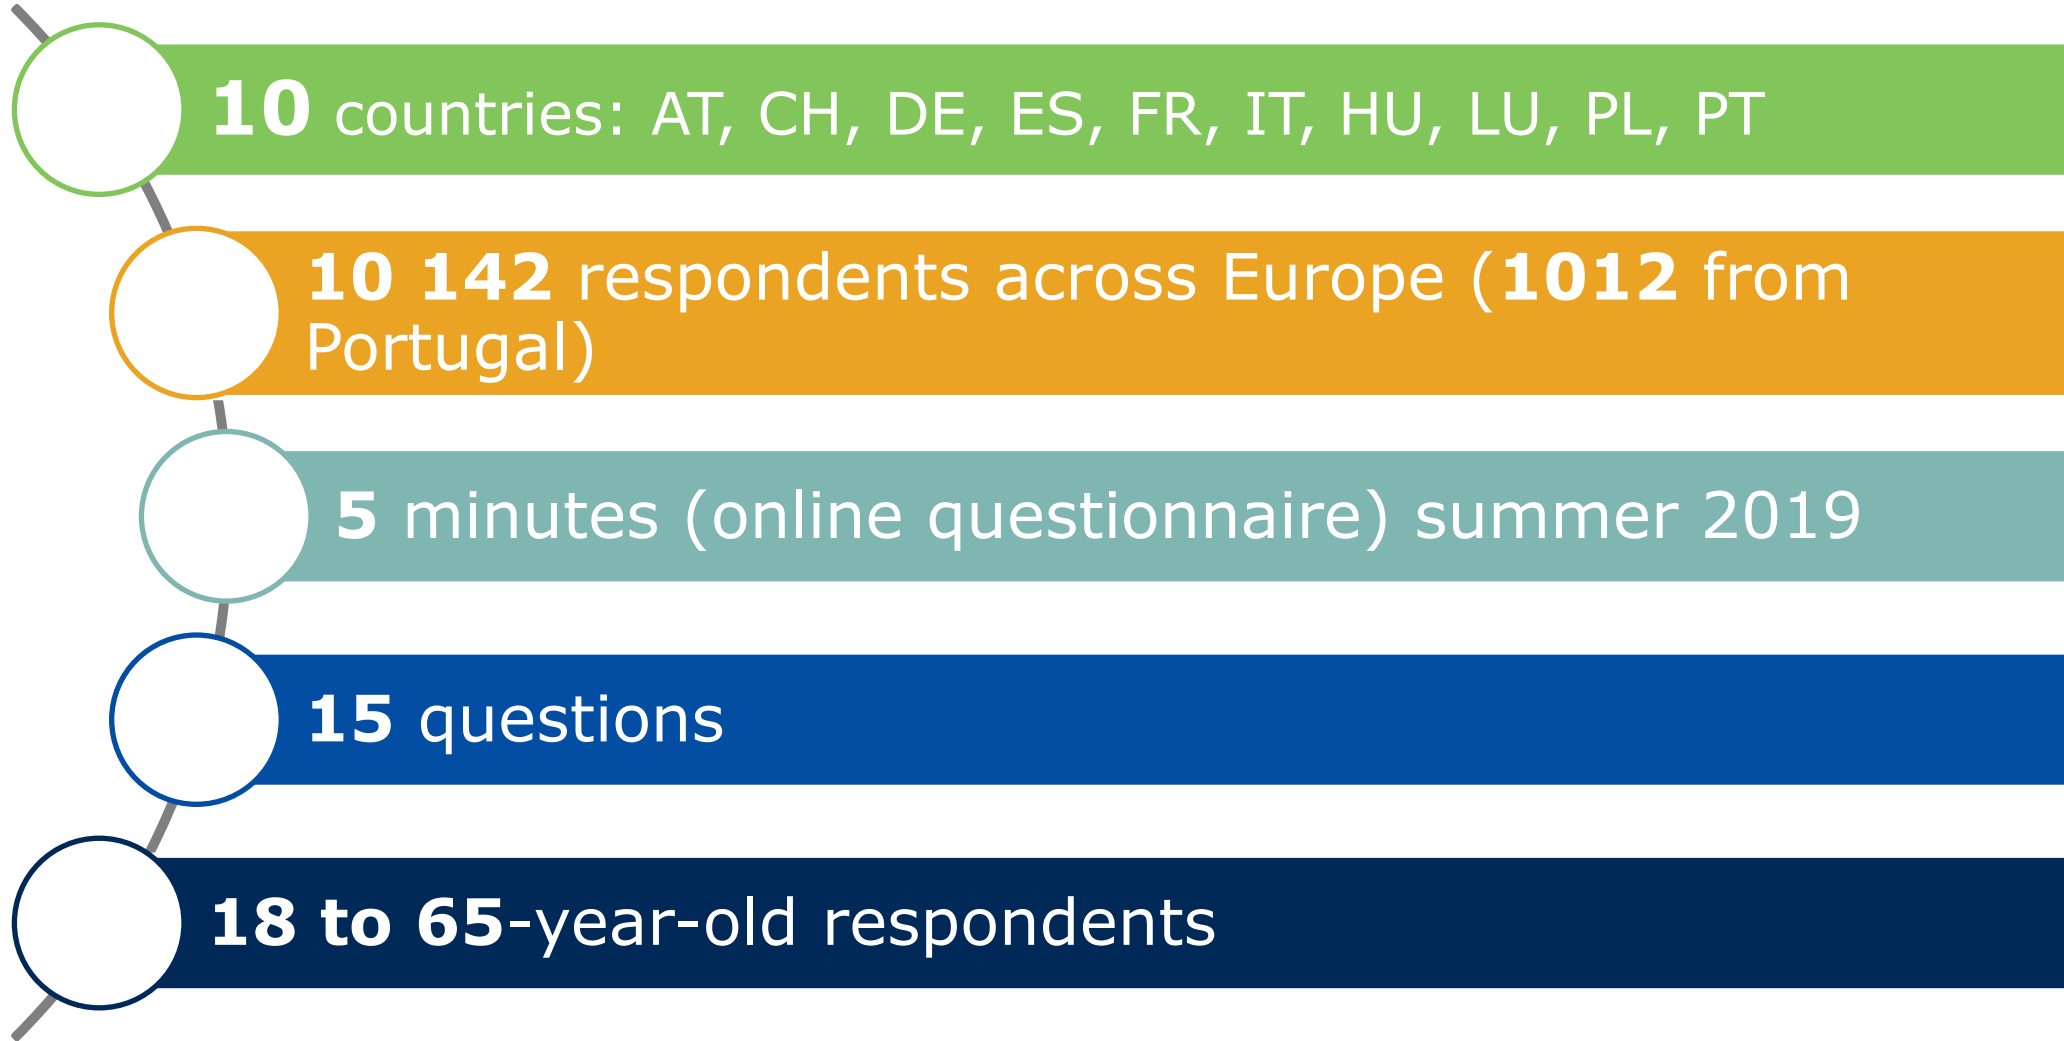 10 countries: AT, CH, DE, ES, FR, IT, HU, LU, PL, PT
10 142 respondents across Europe (1012 from
Portugal)
5 minutes (online questionnaire) summer 2019
15 questions
18 to 65-year-old respondents